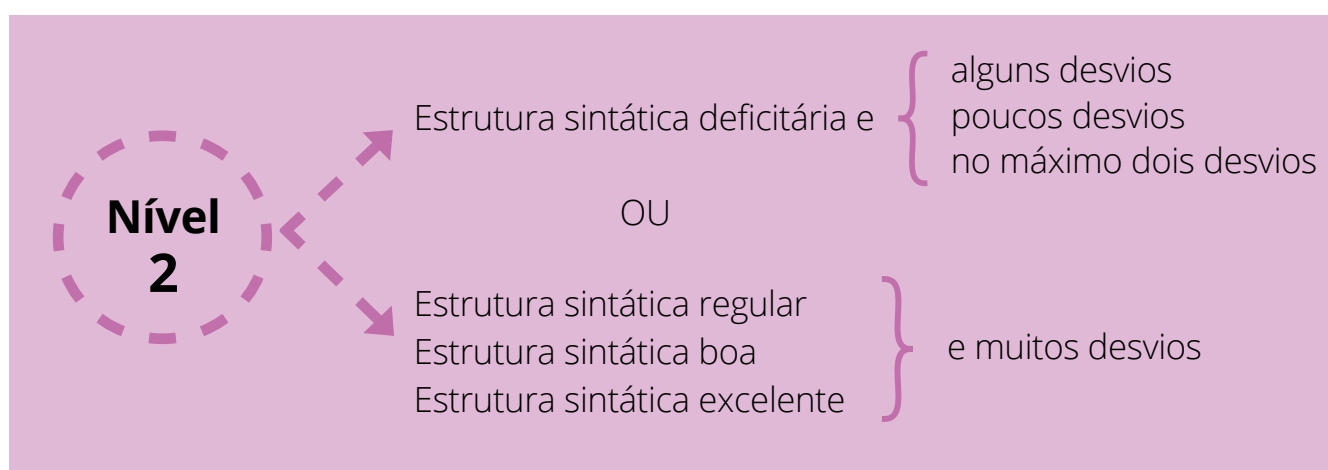 Nível
2
Estrutura sintática deficitária e
alguns desvios
poucos desvios
no máximo dois desvios
OU
Estrutura sintática regular
Estrutura sintática boa
Estrutura sintática excelente
e muitos desvios